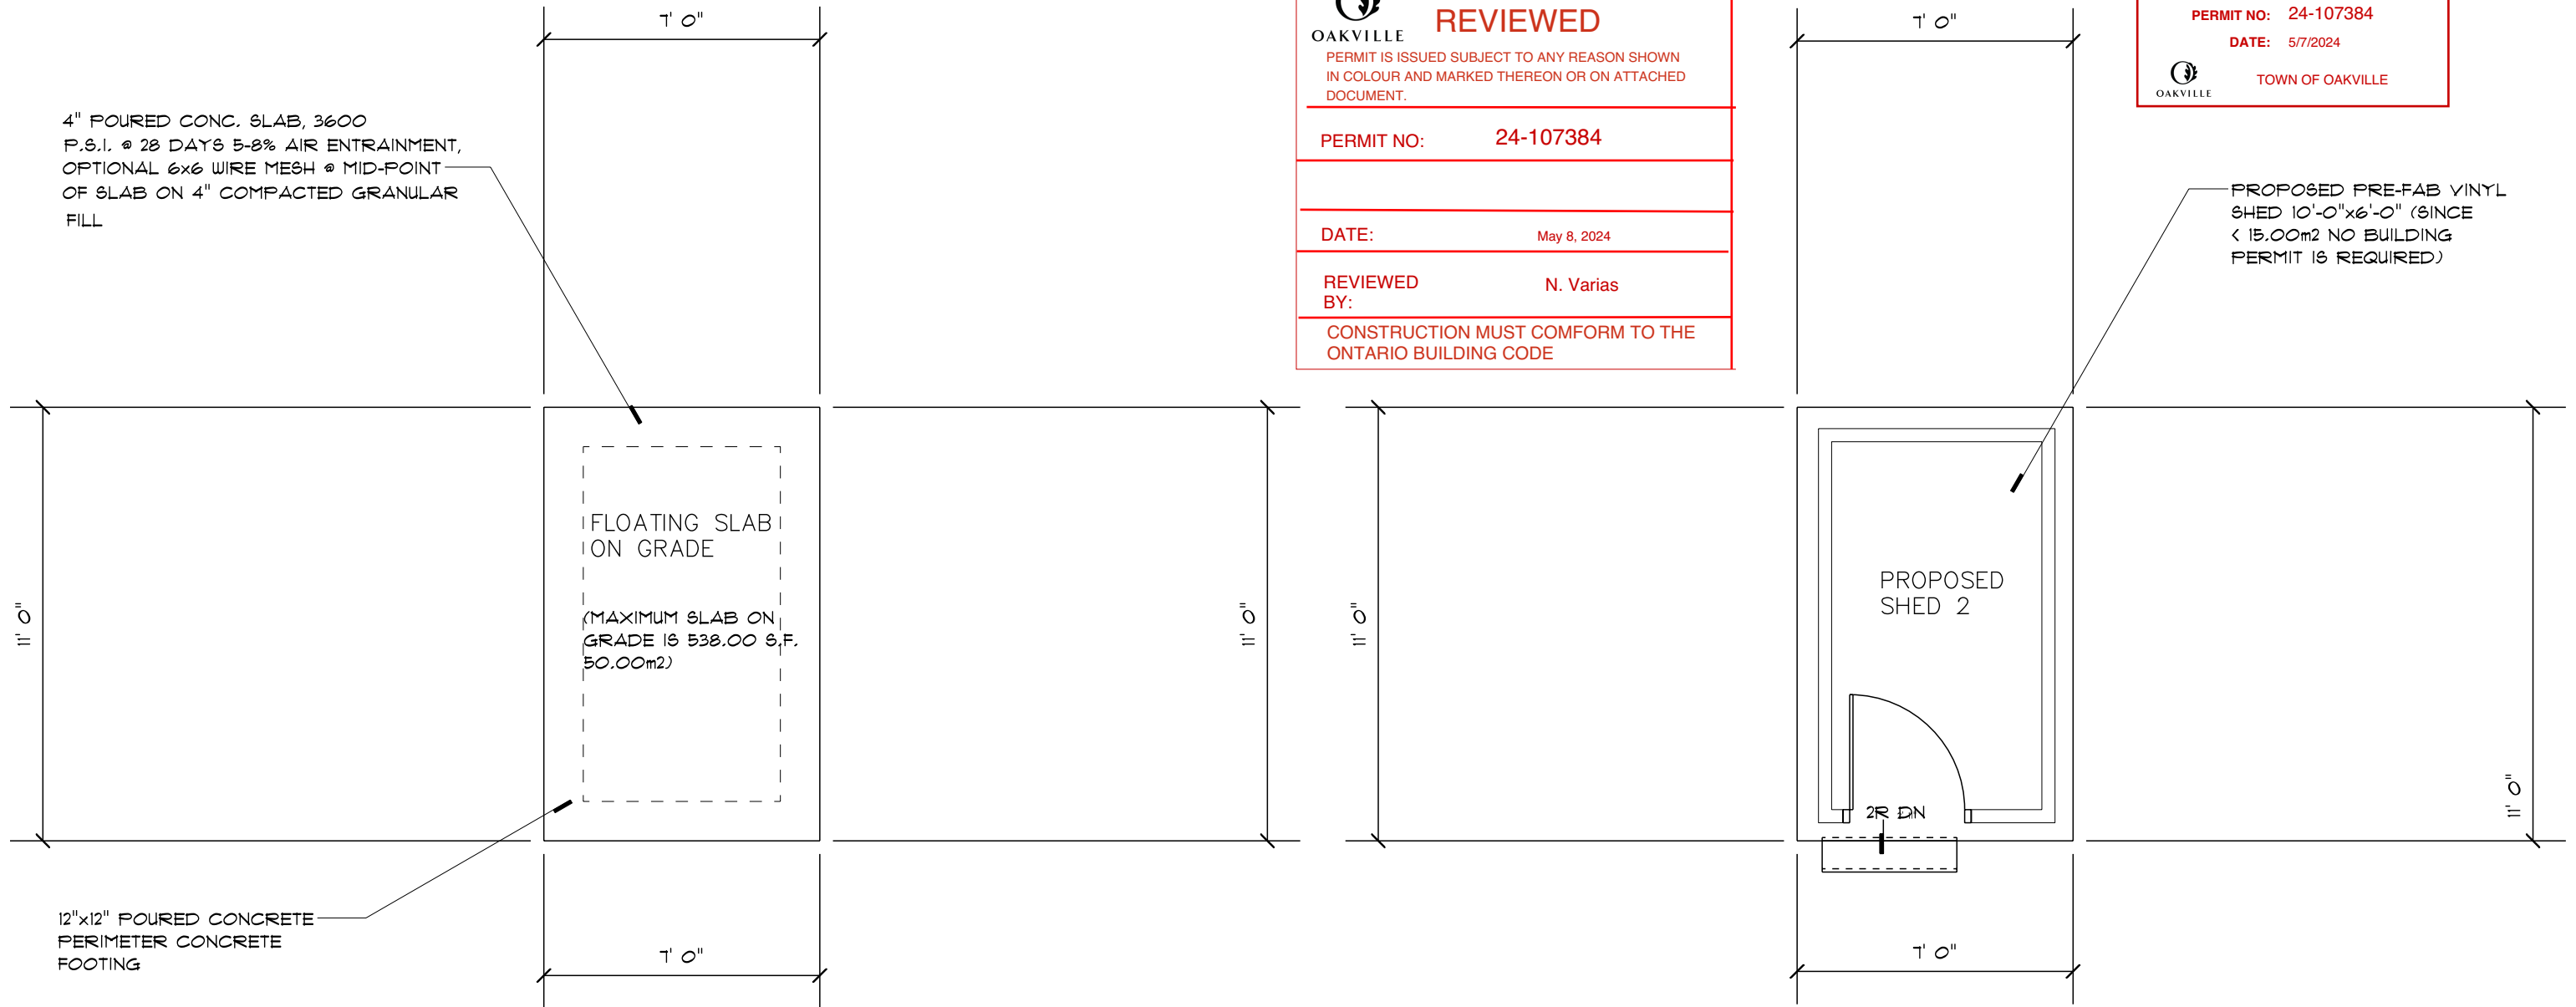 7' 0"
4" POURED CONC. SLAB, 3600
P.S.I. @ 28 DAYS 5-8% AIR ENTRAINMENT,
OPTIONAL 6x6 WIRE MESH @ MID-POINT
OF SLAB ON 4" COMPACTED GRANULAR
FILL
11' 0"
FLOATING SLAB
ON GRADE
(MAXIMUM SLAB ON
GRADE IS 538.00 S.F.
50.00m2)
11' 0"
12"x12" POURED CONCRETE
PERIMETER CONCRETE
FOOTING
7' 0"
OAKVILLE
REVIEWED
PERMIT IS ISSUED SUBJECT TO ANY REASON SHOWN
IN COLOUR AND MARKED THEREON OR ON ATTACHED
DOCUMENT.
PERMIT NO: 24-107384
DATE: May 8, 2024
REVIEWED
BY: N. Varias
CONSTRUCTION MUST COMFORM TO THE
ONTARIO BUILDING CODE
7' 0"
PERMIT NO: 24-107384
DATE: 5/7/2024
OAKVILLE
TOWN OF OAKVILLE
PROPOSED PRE-FAB VINYL
SHED 10'-0"x6'-0" (SINCE
< 15.00m2 NO BUILDING
PERMIT IS REQUIRED)
11' 0"
PROPOSED
SHED 2
2R DN
11' 0"
7' 0"